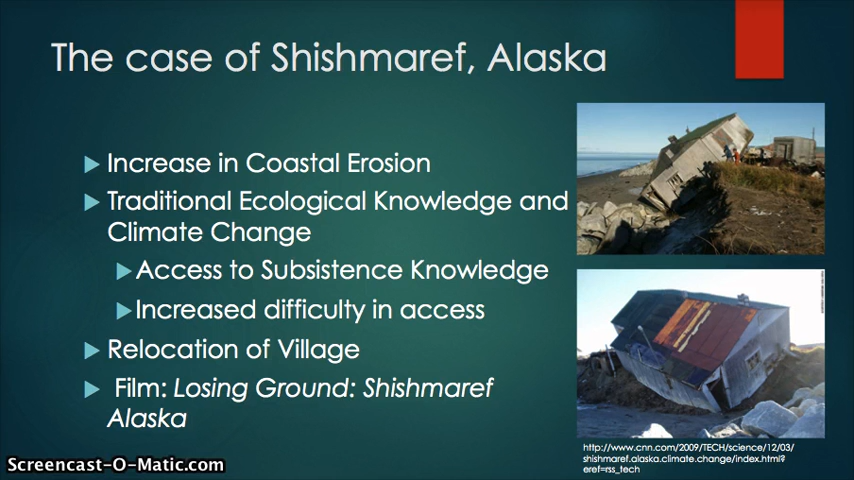 The case of Shishmaref, Alaska
Increase in Coastal Erosion
Traditional Ecological Knowledge and
Climate Change
Access to Subsistence Knowledge
Increased difficulty in access
Relocation of Village
Film: Losing Ground: Shishmaref
Alaska
http://www.cnn.com/2009/TECH/science/12/03/
shishmaref.alaska.climate.change/index.html?
eref=rss_tech
Screencast-O-Matic.com